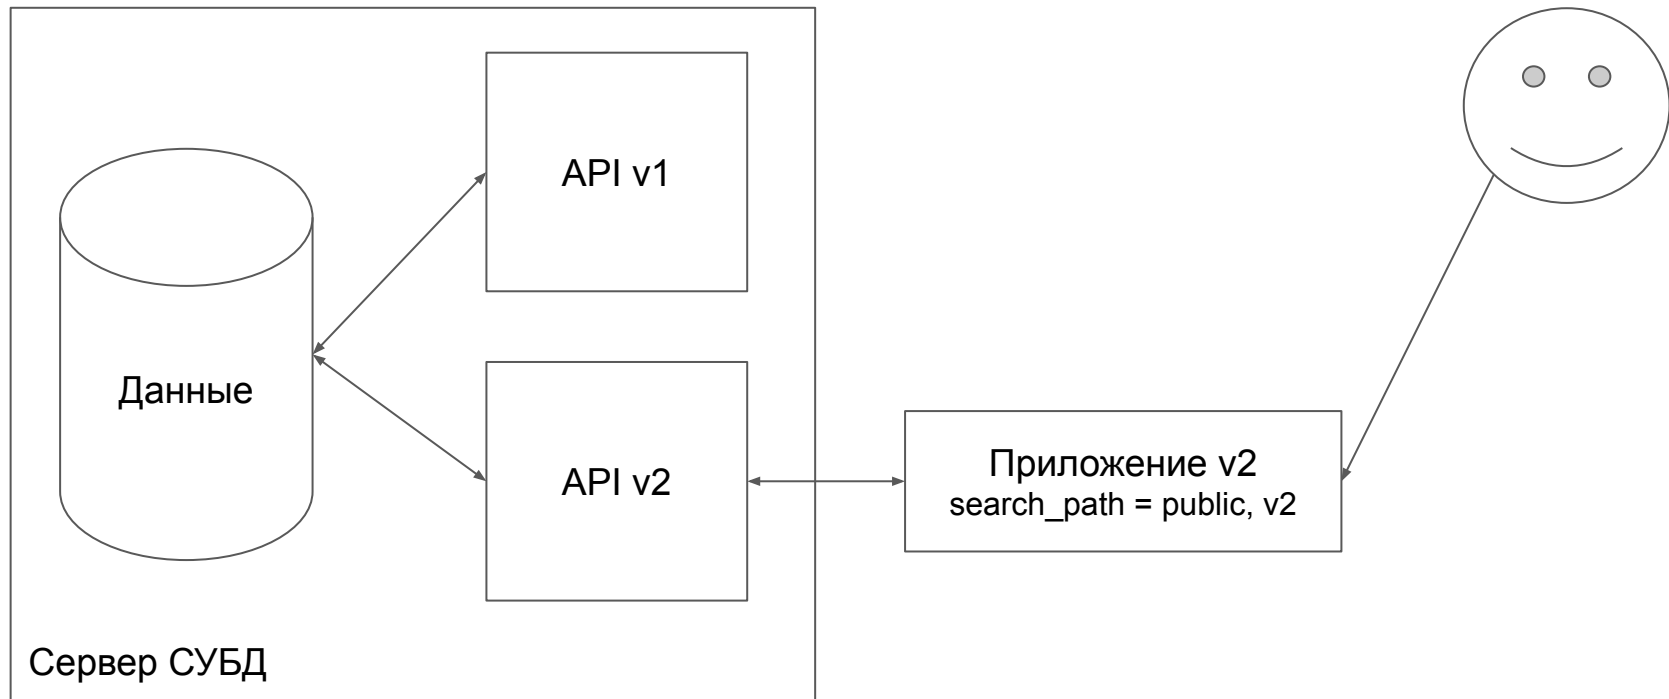 API v1
Данные
API v2
Приложение v2
search_path = public, v2
Сервер СУБД